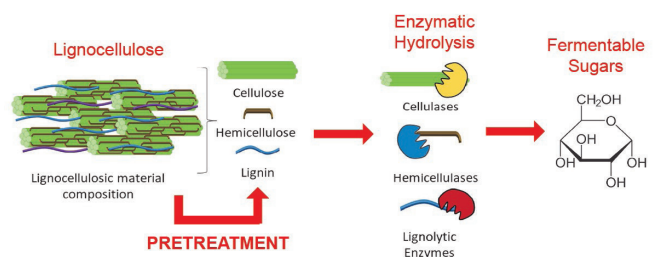 Lignocellulose
Lignocellulosic material
composition
PRETREATMENT
Cellulose
Hemicellulose
Lignin
Enzymatic
Hydrolysis
Cellulases
Hemicellulases
Lignolytic
Enzymes
Fermentable
Sugars
CH₂OH
O
OH
OH
OH
OH